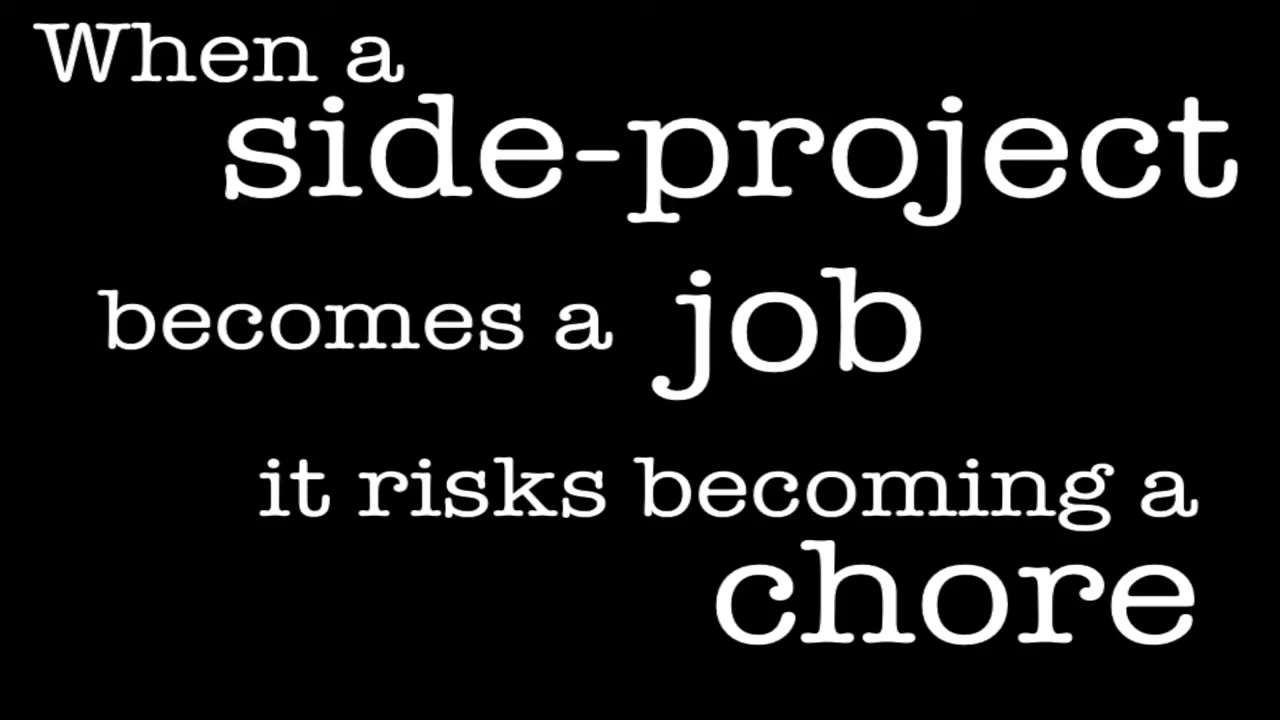 When a
side-project
becomes a job
it risks becoming a
chore